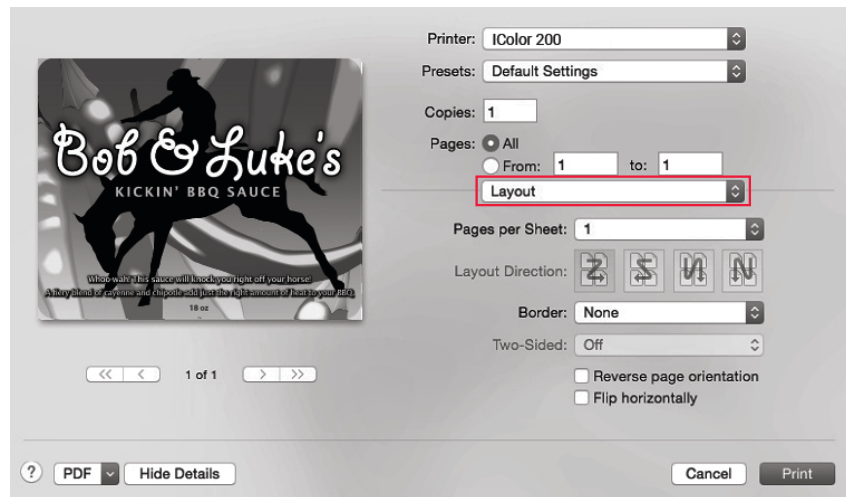 Printer: IColor 200
Presets: Default Settings
Copies: 1
Pages: All
From: 1 to: 1
Layout
Pages per Sheet: 1
Layout Direction:
Border: None
Two-Sided: Off
Reverse page orientation
Flip horizontally
Bob & Luke's
KICKIN' BBQ SAUCE
Whoo-wah! This sauce will knock you right off your horse!
A fiery blend of cayenne and chipotle add just the right amount of heat to your BBQ.
18 oz
<< < 1 of 1 > >>
? PDF Hide Details Cancel Print